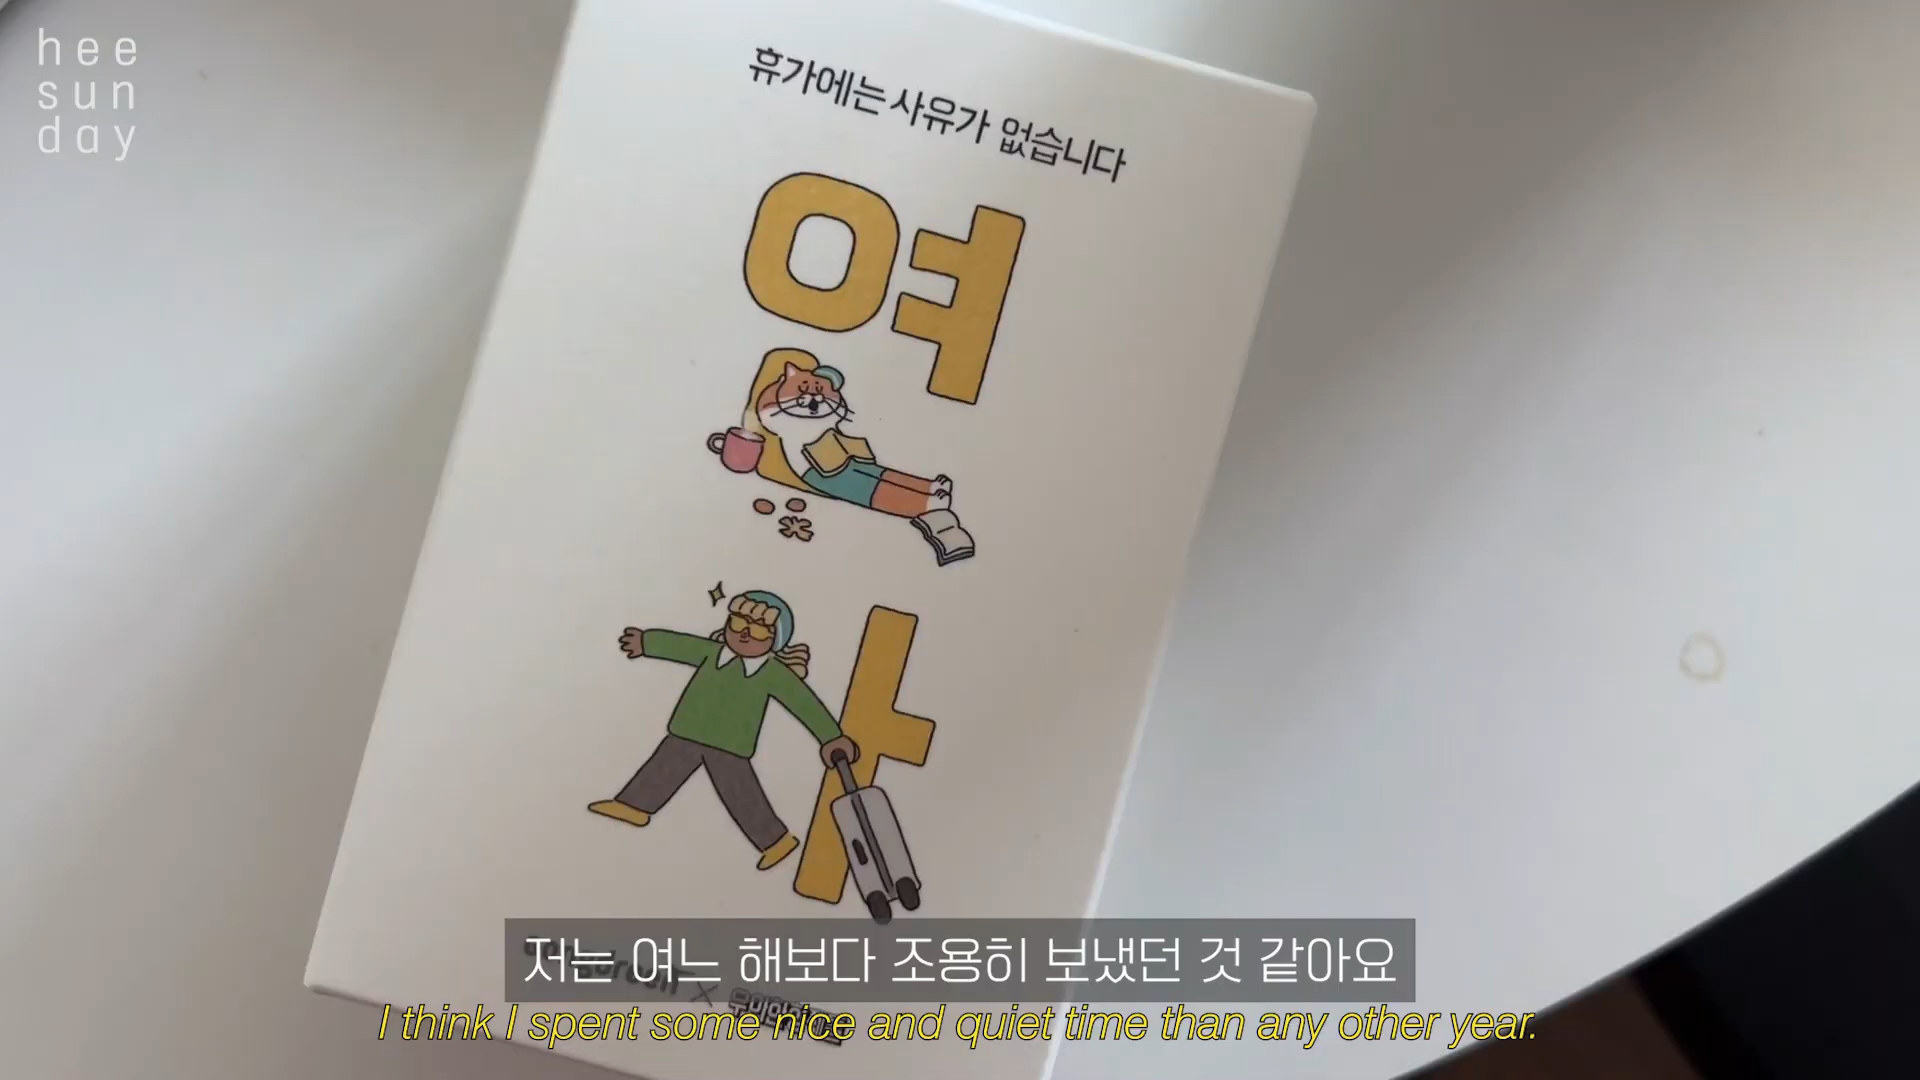 hee
sun
day
휴가에는 사유가 없습니다
여
사
저는 여느 해보다 조용히 보냈던 것 같아요
I think I spent some nice and quiet time than any other year.